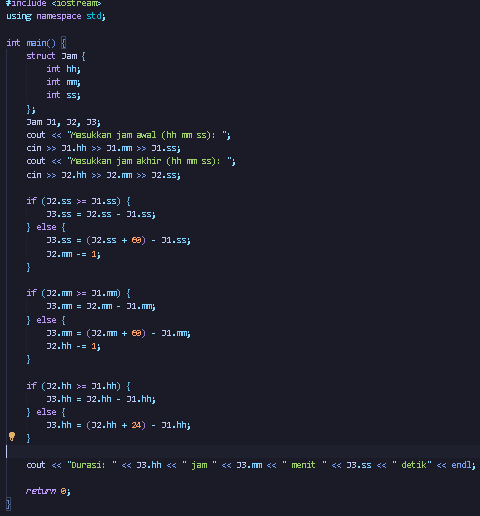 #include <iostream>
using namespace std;

int main() {
    struct Jam {
        int hh;
        int mm;
        int ss;
    };
    Jam J1, J2, J3;
    cout << "Masukkan jam awal (hh mm ss): ";
    cin >> J1.hh >> J1.mm >> J1.ss;
    cout << "Masukkan jam akhir (hh mm ss): ";
    cin >> J2.hh >> J2.mm >> J2.ss;

    if (J2.ss >= J1.ss) {
        J3.ss = J2.ss - J1.ss;
    } else {
        J3.ss = (J2.ss + 60) - J1.ss;
        J2.mm -= 1;
    }

    if (J2.mm >= J1.mm) {
        J3.mm = J2.mm - J1.mm;
    } else {
        J3.mm = (J2.mm + 60) - J1.mm;
        J2.hh -= 1;
    }

    if (J2.hh >= J1.hh) {
        J3.hh = J2.hh - J1.hh;
    } else {
        J3.hh = (J2.hh + 24) - J1.hh;
    }

    cout << "Durasi: " << J3.hh << " jam " << J3.mm << " menit " << J3.ss << " detik" << endl;

    return 0;
}